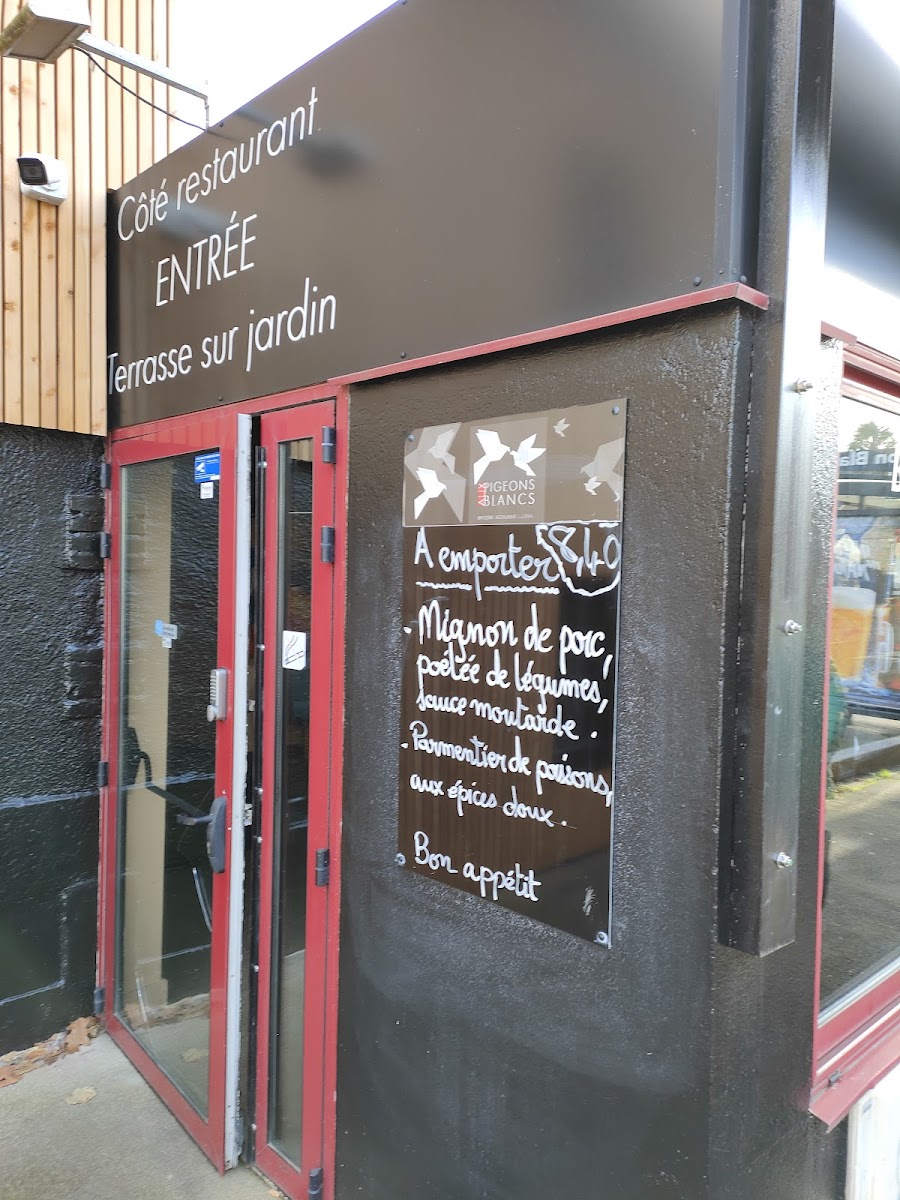 Côté restaurant
ENTRÉE
Terrasse sur jardin
AUX PIGEONS
BLANCS
A emporter 8,40
- Mignon de porc,
poêlée de légumes,
sauce moutarde.
- Parmentier de poissons,
aux épices doux.
Bon appétit